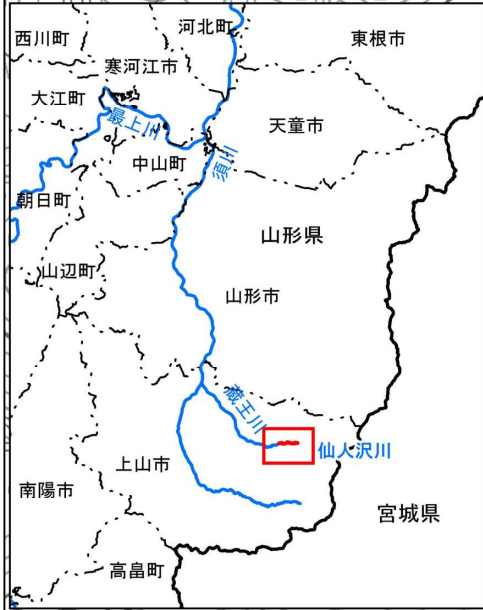 河北町
西川町
東根市
寒河江市
大江町
最上川
天童市
中山町
須川
朝日町
山形県
山辺町
山形市
蔵王川
仙人沢川
上山市
南陽市
宮城県
高畠町